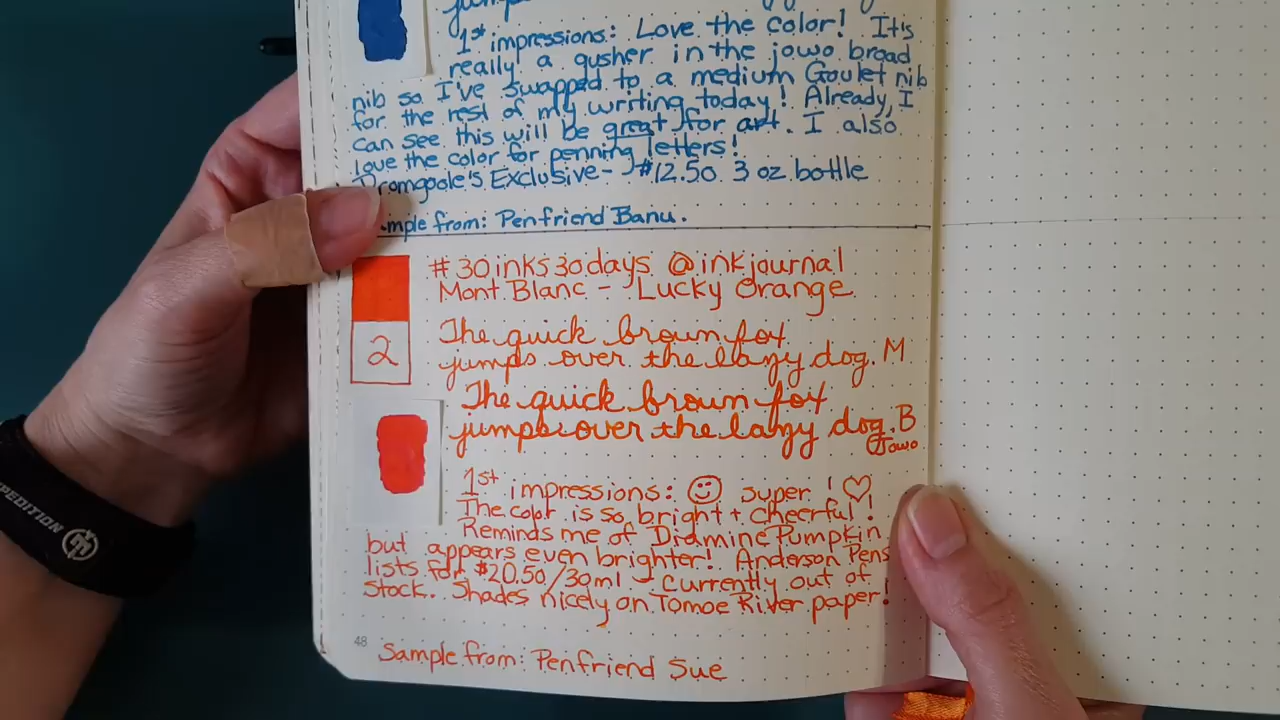 jump
1st impressions: Love the color! It's
really a gusher in the jowo broad
nib so I've swapped to a medium Goulet nib
for the rest of my writing today! Already, I
can see this will be great for art. I also
love the color for penning letters!
Dromgoole's Exclusive- $12.50 3 oz bottle
ample from: Penfriend Banu.
#30inks30days @inkjournal
Mont Blanc - Lucky Orange
2
The quick brown fox
jumps over the lazy dog. M
The quick brown fox
jumps over the lazy dog. B
Jowo
1st impressions: super!
The color is so bright + cheerful!
Reminds me of Diamine Pumpkin
but appears even brighter! Anderson Pens
lists for $20.50/30ml - currently out of
stock. Shades nicely on Tomoe River paper!
48
Sample from: Penfriend Sue
XPEDITION